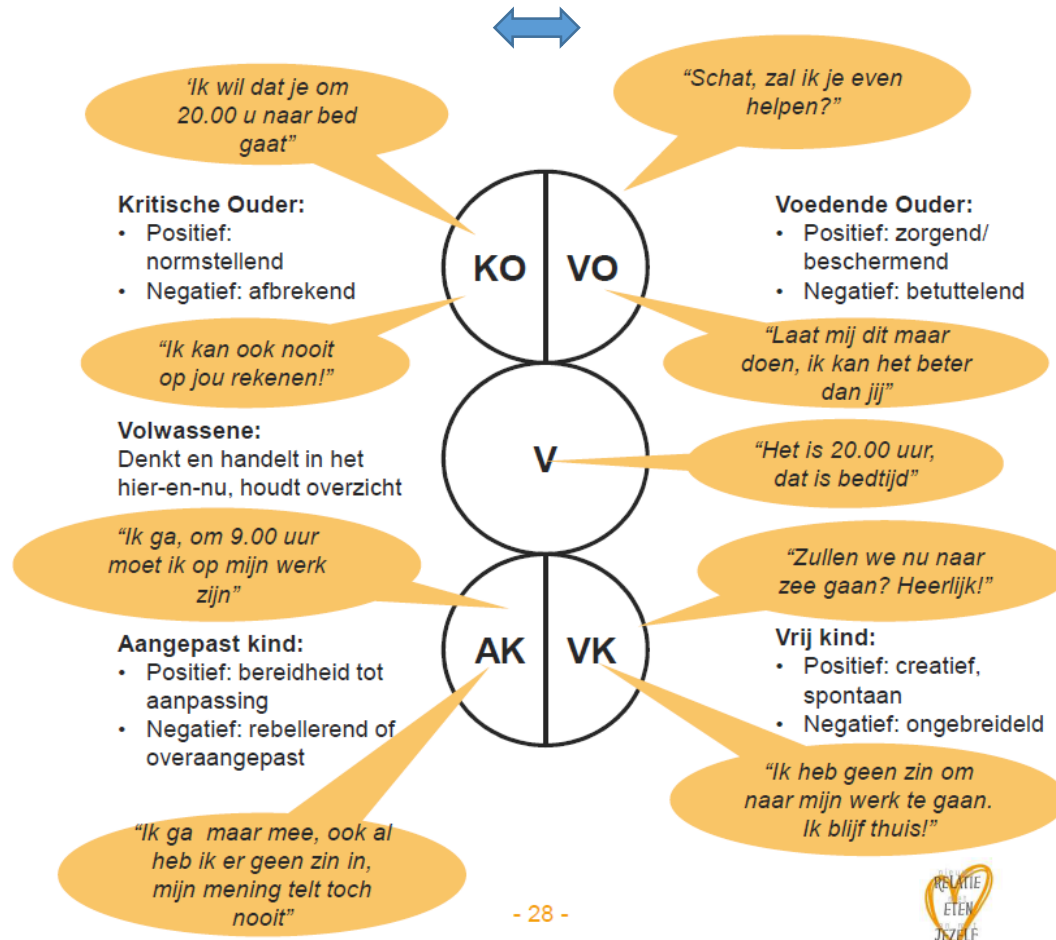 ‘Ik wil dat je om
20.00 u naar bed
gaat”
“Schat, zal ik je even
helpen?”
Kritische Ouder:
• Positief:
normstellend
• Negatief: afbrekend
KO
VO
Voedende Ouder:
• Positief: zorgend/
beschermend
• Negatief: betuttelend
“Ik kan ook nooit
op jou rekenen!”
“Laat mij dit maar
doen, ik kan het beter
dan jij”
Volwassene:
Denkt en handelt in het
hier-en-nu, houdt overzicht
V
“Het is 20.00 uur,
dat is bedtijd”
“Ik ga, om 9.00 uur
moet ik op mijn werk
zijn”
“Zullen we nu naar
zee gaan? Heerlijk!”
Aangepast kind:
• Positief: bereidheid tot
aanpassing
• Negatief: rebellerend of
overaangepast
AK
VK
Vrij kind:
• Positief: creatief,
spontaan
• Negatief: ongebreideld
“Ik ga maar mee, ook al
heb ik er geen zin in,
mijn mening telt toch
nooit”
“Ik heb geen zin om
naar mijn werk te gaan.
Ik blijf thuis!”
- 28 -
RELATIE
ETEN
JEZELF